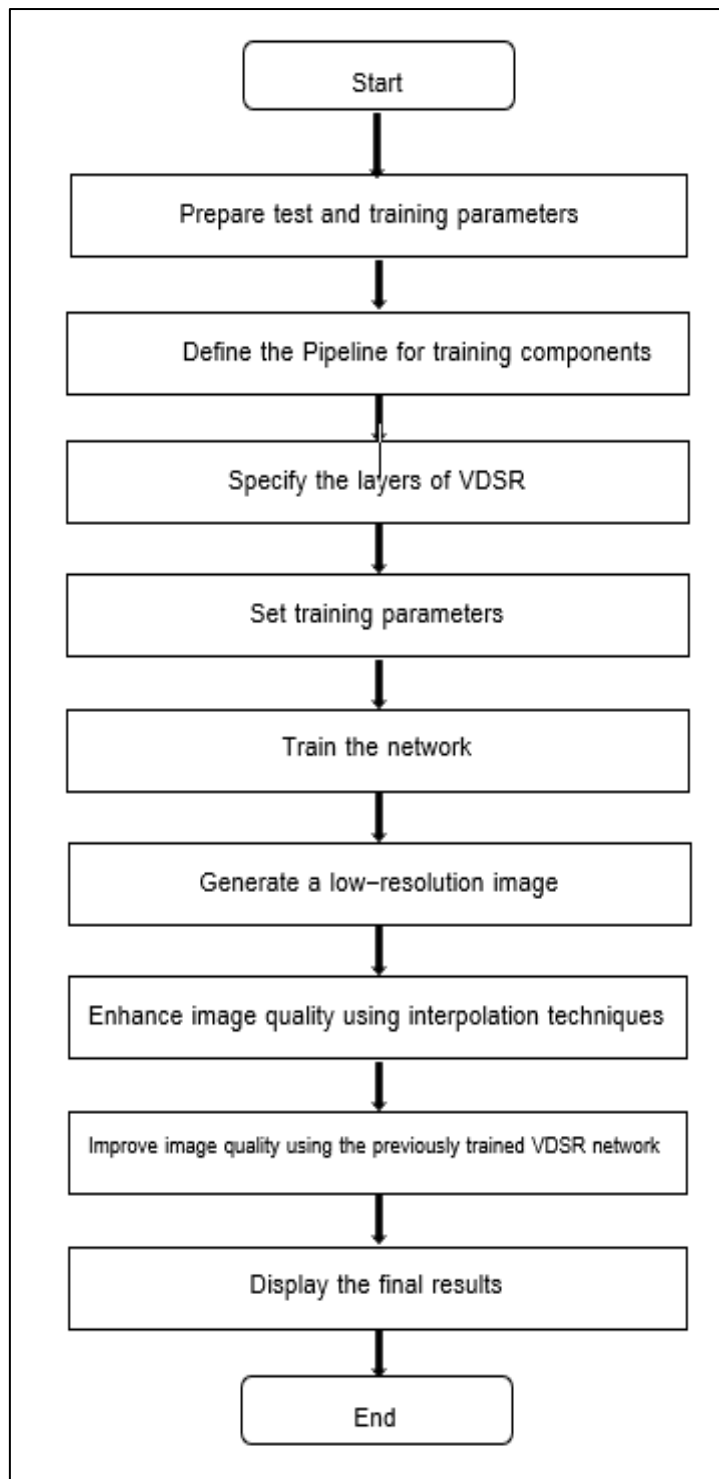 Start
Prepare test and training parameters
Define the Pipeline for training components
Specify the layers of VDSR
Set training parameters
Train the network
Generate a low-resolution image
Enhance image quality using interpolation techniques
Improve image quality using the previously trained VDSR network
Display the final results
End